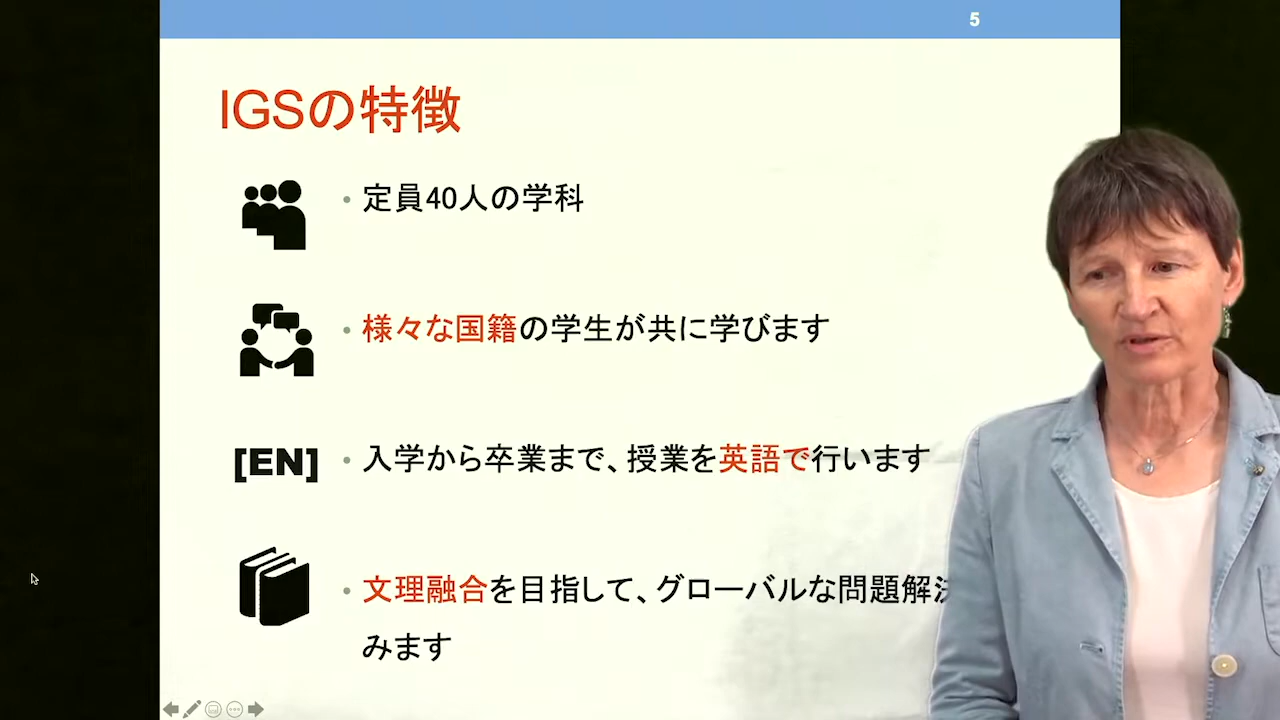 5
IGSの特徴
• 定員40人の学科
• 様々な国籍の学生が共に学びます
[EN] • 入学から卒業まで、授業を英語で行います
• 文理融合を目指して、グローバルな問題解
みます